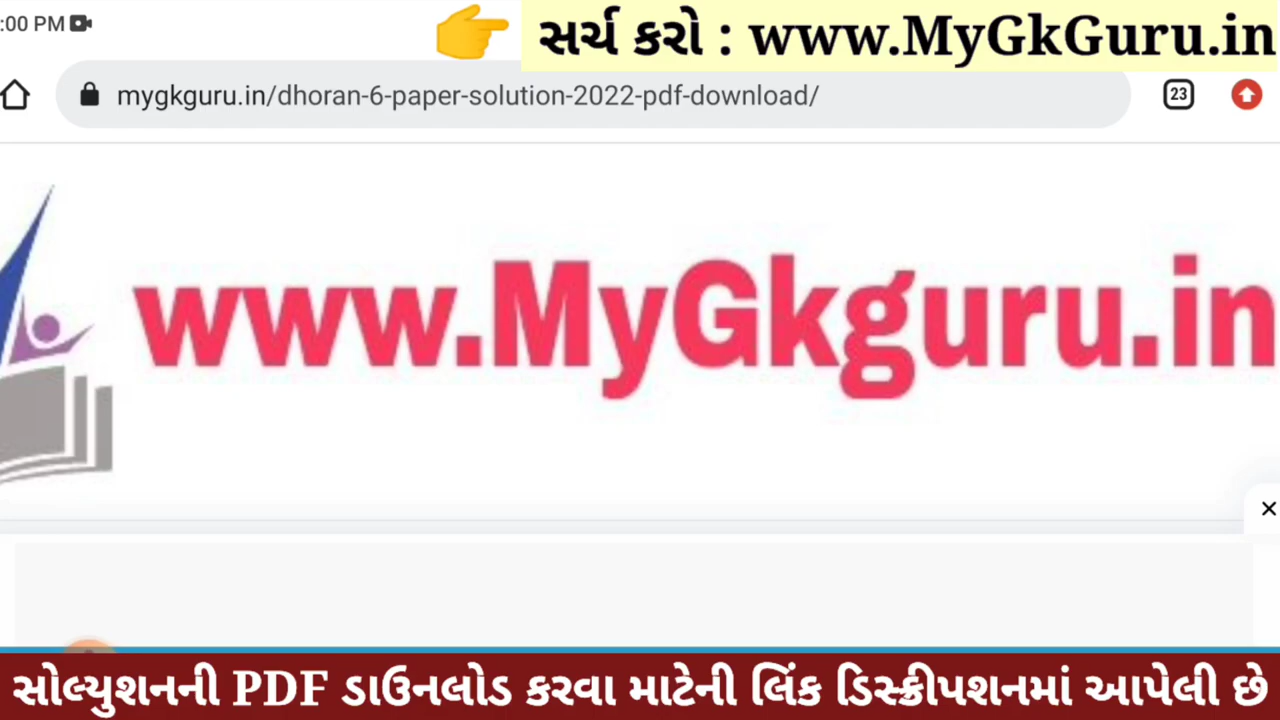 :00 PM
સર્ચ કરો : www.MyGkGuru.in
mygkguru.in/dhoran-6-paper-solution-2022-pdf-download/
23
www.MyGkguru.in
સોલ્યુશનની PDF ડાઉનલોડ કરવા માટેની લિંક ડિસ્ક્રીપશનમાં આપેલી છે